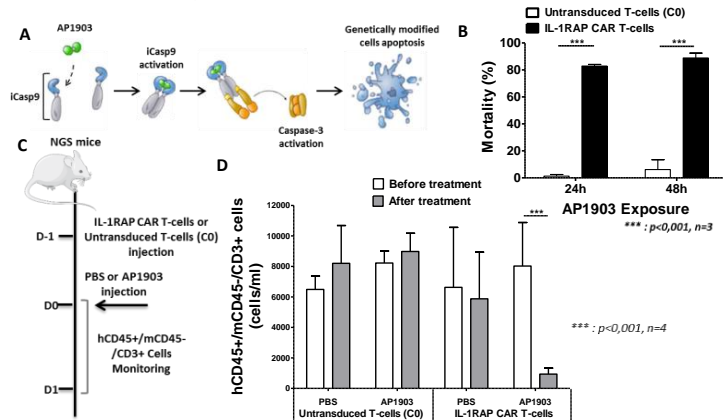 A
AP1903
iCasp9
iCasp9
activation
Caspase-3
activation
Genetically modified
cells apoptosis
B
Untransduced T-cells (C0)
IL-1RAP CAR T-cells
Mortality (%)
100
80
60
40
20
0
***
***
24h
48h
AP1903 Exposure
*** : p<0,001, n=3
C
NGS mice
D-1
IL-1RAP CAR T-cells or
Untransduced T-cells (C0)
injection
PBS or AP1903
injection
D0
hCD45+/mCD45-
/CD3+ Cells
Monitoring
D1
D
Before treatment
After treatment
hCD45+/mCD45-/CD3+ cells
(cells/ml)
12000
10000
8000
6000
4000
2000
0
***
PBS
AP1903
PBS
AP1903
Untransduced T-cells (C0)
IL-1RAP CAR T-cells
*** : p<0,001, n=4